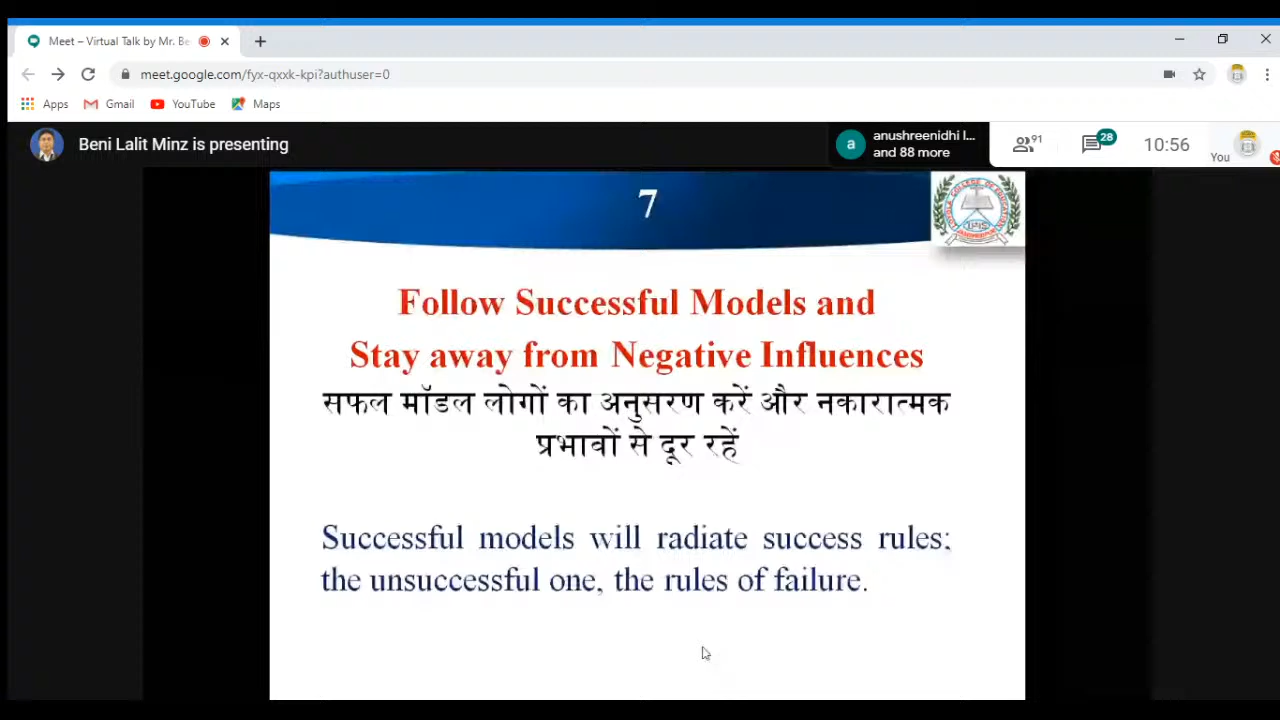 Meet – Virtual Talk by Mr. Be
meet.google.com/fyx-qxxk-kpi?authuser=0
Apps Gmail YouTube Maps
Beni Lalit Minz is presenting
a
anushreenidhi l...
and 88 more
91
28
10:56
You
7
Follow Successful Models and
Stay away from Negative Influences
सफल मॉडल लोगों का अनुसरण करें और नकारात्मक
प्रभावों से दूर रहें
Successful models will radiate success rules;
the unsuccessful one, the rules of failure.